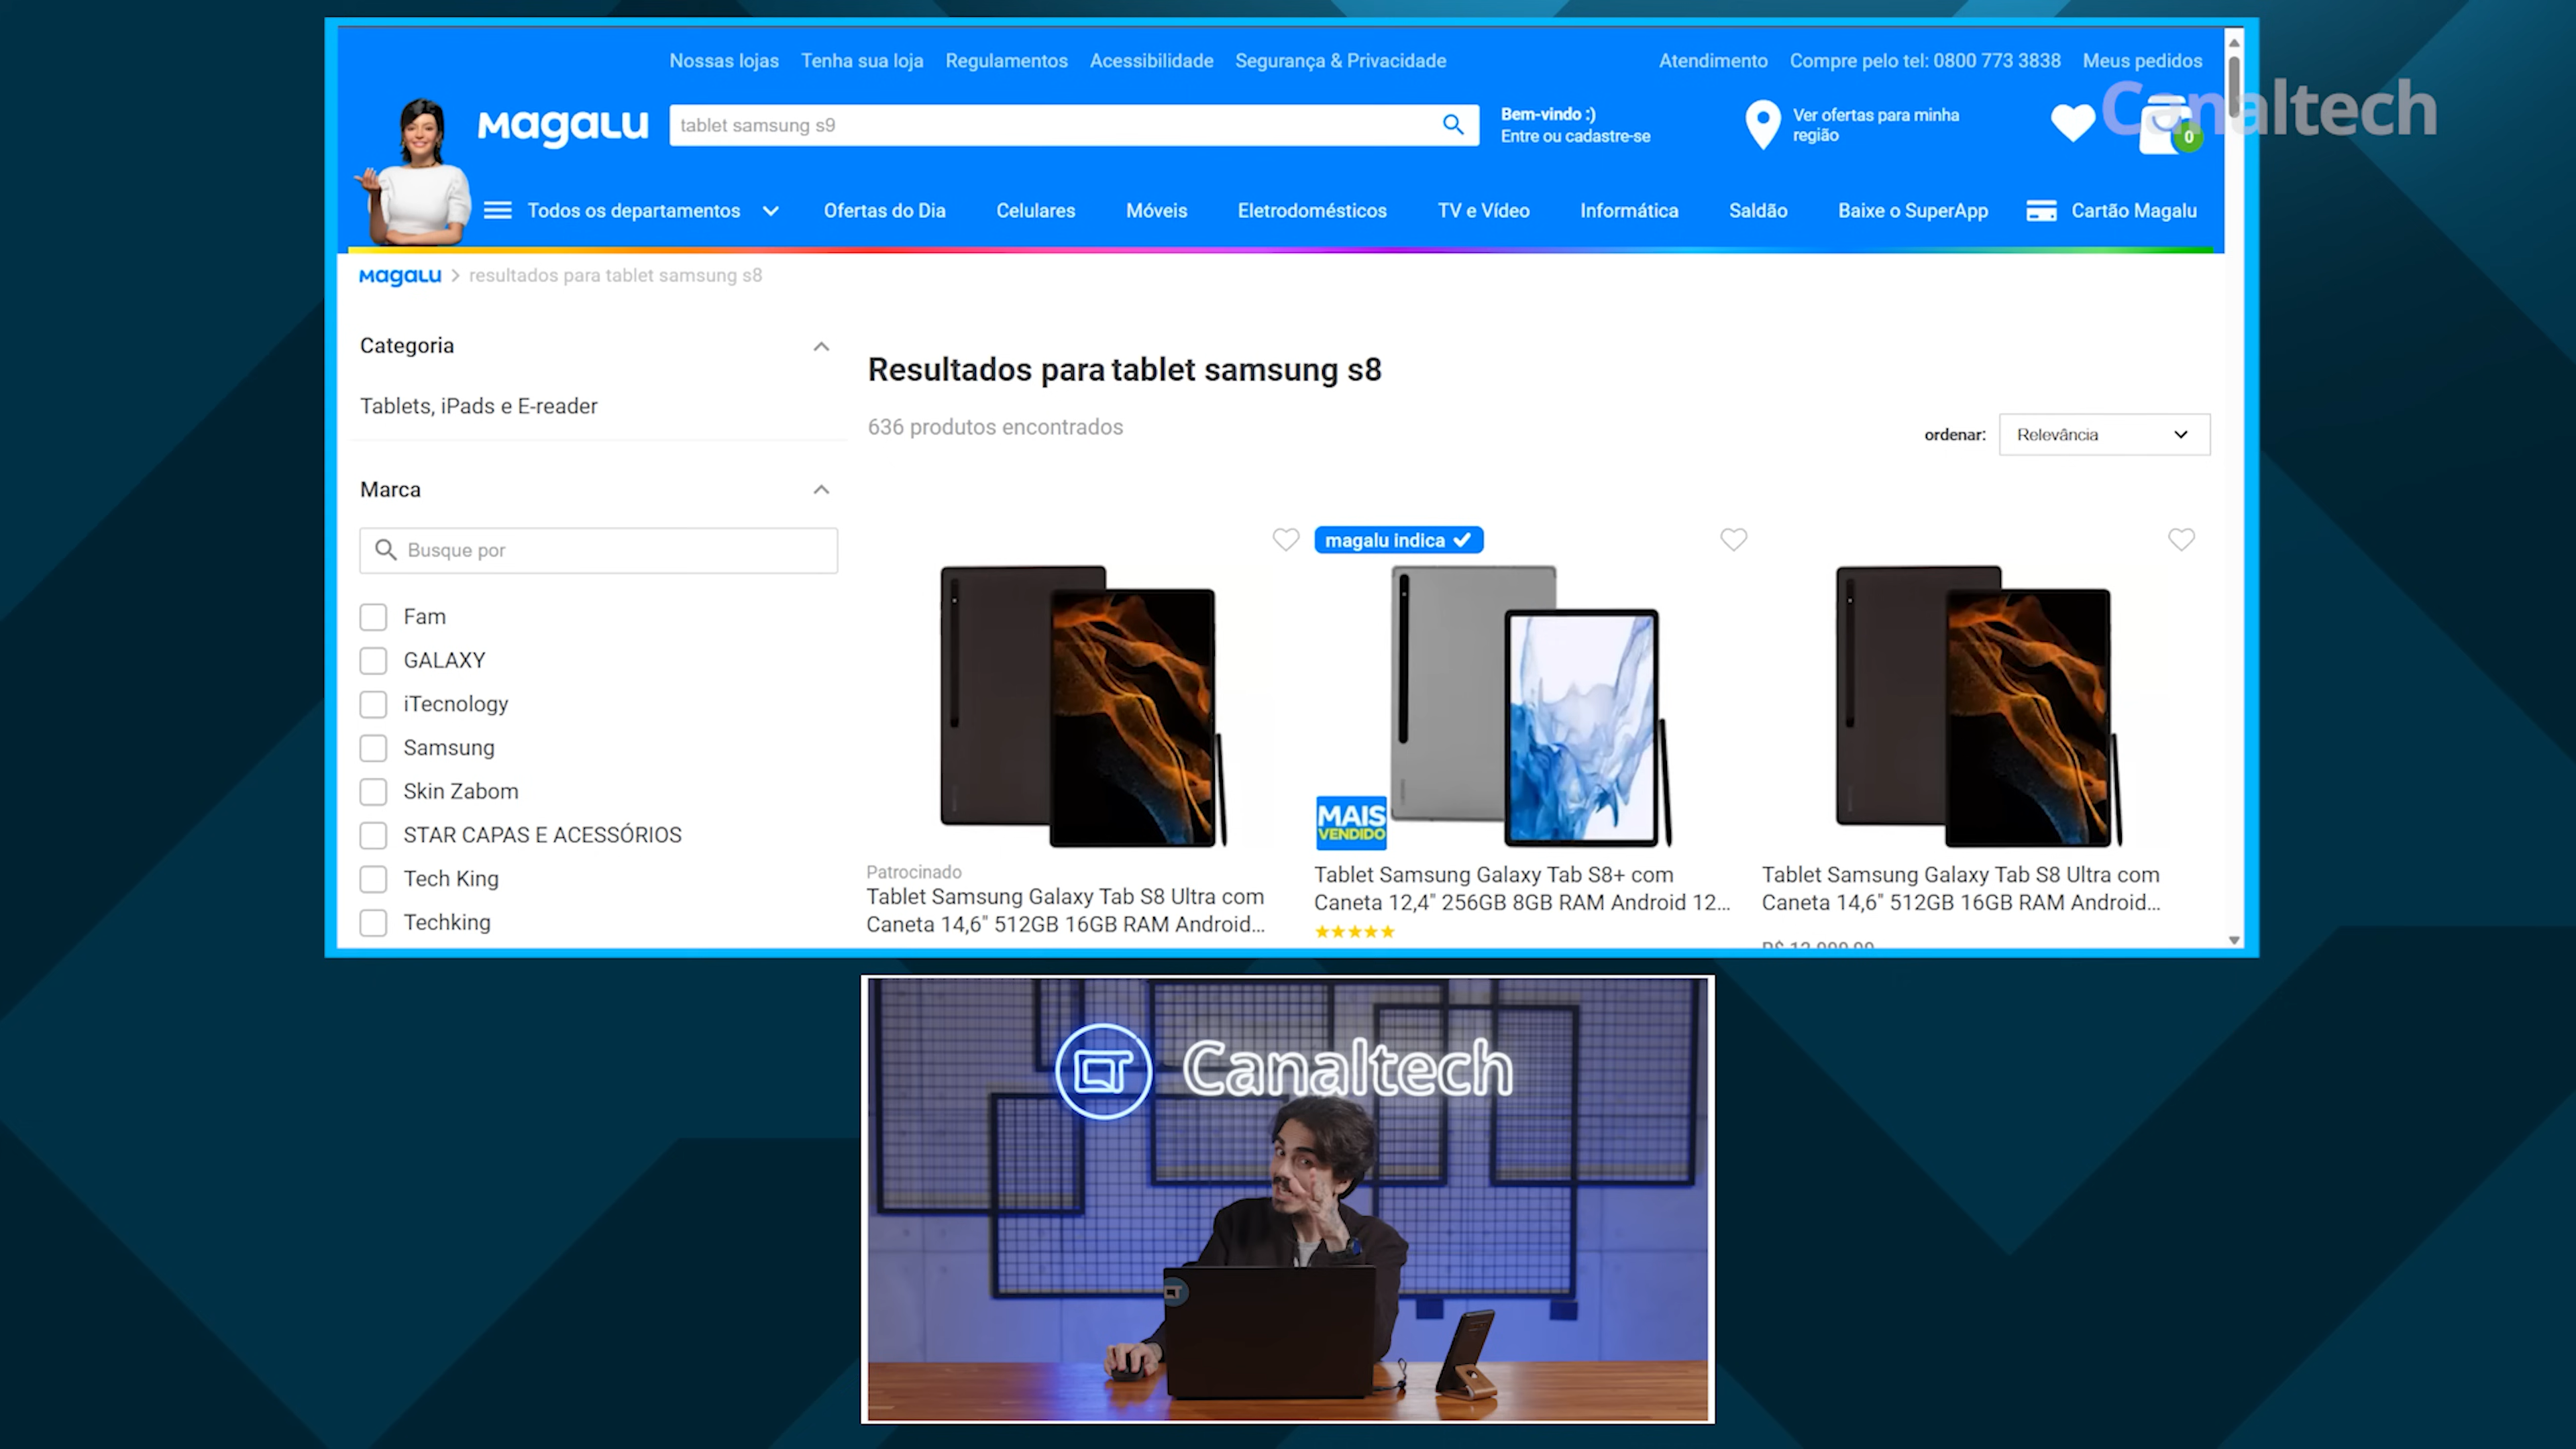 Nossas lojas Tenha sua loja Regulamentos Acessibilidade Segurança & Privacidade Atendimento Compre pelo tel: 0800 773 3838 Meus pedidos
Canaltech
Magalu
tablet samsung s9
Bem-vindo :)
Entre ou cadastre-se
Ver ofertas para minha
região
0
Todos os departamentos Ofertas do Dia Celulares Móveis Eletrodomésticos TV e Vídeo Informática Saldão Baixe o SuperApp Cartão Magalu
Magalu > resultados para tablet samsung s8
Categoria
Tablets, iPads e E-reader
Marca
Busque por
Fam
GALAXY
iTecnology
Samsung
Skin Zabom
STAR CAPAS E ACESSÓRIOS
Tech King
Techking
Resultados para tablet samsung s8
636 produtos encontrados
ordenar: Relevância
Patrocinado
Tablet Samsung Galaxy Tab S8 Ultra com
Caneta 14,6" 512GB 16GB RAM Android...
magalu indica
MAIS
VENDIDO
Tablet Samsung Galaxy Tab S8+ com
Caneta 12,4" 256GB 8GB RAM Android 12...
Tablet Samsung Galaxy Tab S8 Ultra com
Caneta 14,6" 512GB 16GB RAM Android...
CT Canaltech